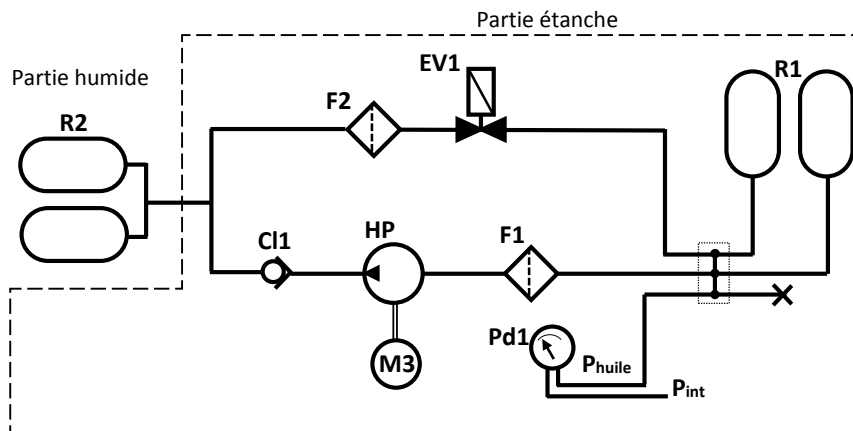 Partie étanche
Partie humide
EV1
R1
F2
R2
Cl1
HP
F1
Pd1
M3
Phuile
Pint